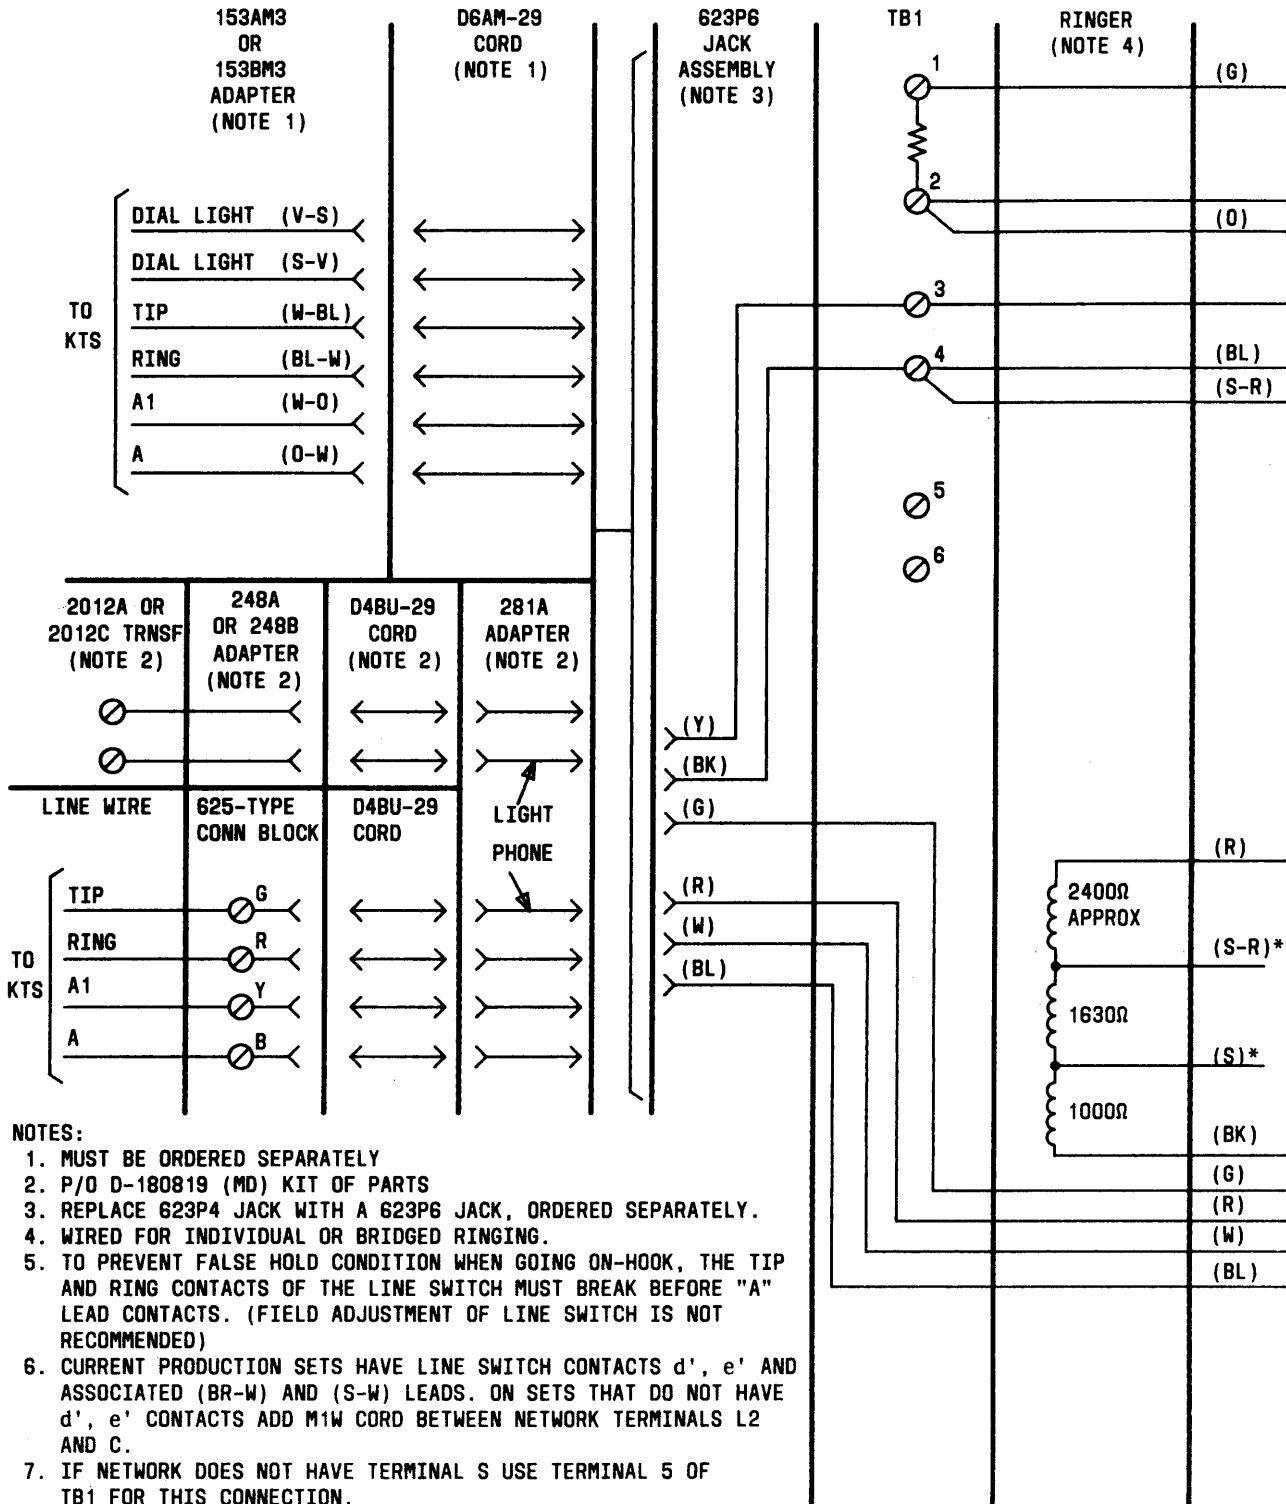 153AM3
OR
153BM3
ADAPTER
(NOTE 1)
D6AM-29
CORD
(NOTE 1)
623P6
JACK
ASSEMBLY
(NOTE 3)
TB1
RINGER
(NOTE 4)
1
(G)
2
(O)
3
4
(BL)
(S-R)
5
6
TO
KTS
DIAL LIGHT (V-S)
DIAL LIGHT (S-V)
TIP (W-BL)
RING (BL-W)
A1 (W-O)
A (O-W)
2012A OR
2012C TRNSF
(NOTE 2)
248A
OR 248B
ADAPTER
(NOTE 2)
D4BU-29
CORD
(NOTE 2)
281A
ADAPTER
(NOTE 2)
LIGHT
PHONE
LINE WIRE
625-TYPE
CONN BLOCK
D4BU-29
CORD
TO
KTS
TIP G
RING R
A1 Y
A B
(Y)
(BK)
(G)
(R)
(W)
(BL)
(R)
2400Ω
APPROX
(S-R)*
1630Ω
(S)*
1000Ω
(BK)
(G)
(R)
(W)
(BL)
NOTES:
1. MUST BE ORDERED SEPARATELY
2. P/O D-180819 (MD) KIT OF PARTS
3. REPLACE 623P4 JACK WITH A 623P6 JACK, ORDERED SEPARATELY.
4. WIRED FOR INDIVIDUAL OR BRIDGED RINGING.
5. TO PREVENT FALSE HOLD CONDITION WHEN GOING ON-HOOK, THE TIP
AND RING CONTACTS OF THE LINE SWITCH MUST BREAK BEFORE "A"
LEAD CONTACTS. (FIELD ADJUSTMENT OF LINE SWITCH IS NOT
RECOMMENDED)
6. CURRENT PRODUCTION SETS HAVE LINE SWITCH CONTACTS d', e' AND
ASSOCIATED (BR-W) AND (S-W) LEADS. ON SETS THAT DO NOT HAVE
d', e' CONTACTS ADD M1W CORD BETWEEN NETWORK TERMINALS L2
AND C.
7. IF NETWORK DOES NOT HAVE TERMINAL S USE TERMINAL 5 OF
TB1 FOR THIS CONNECTION.